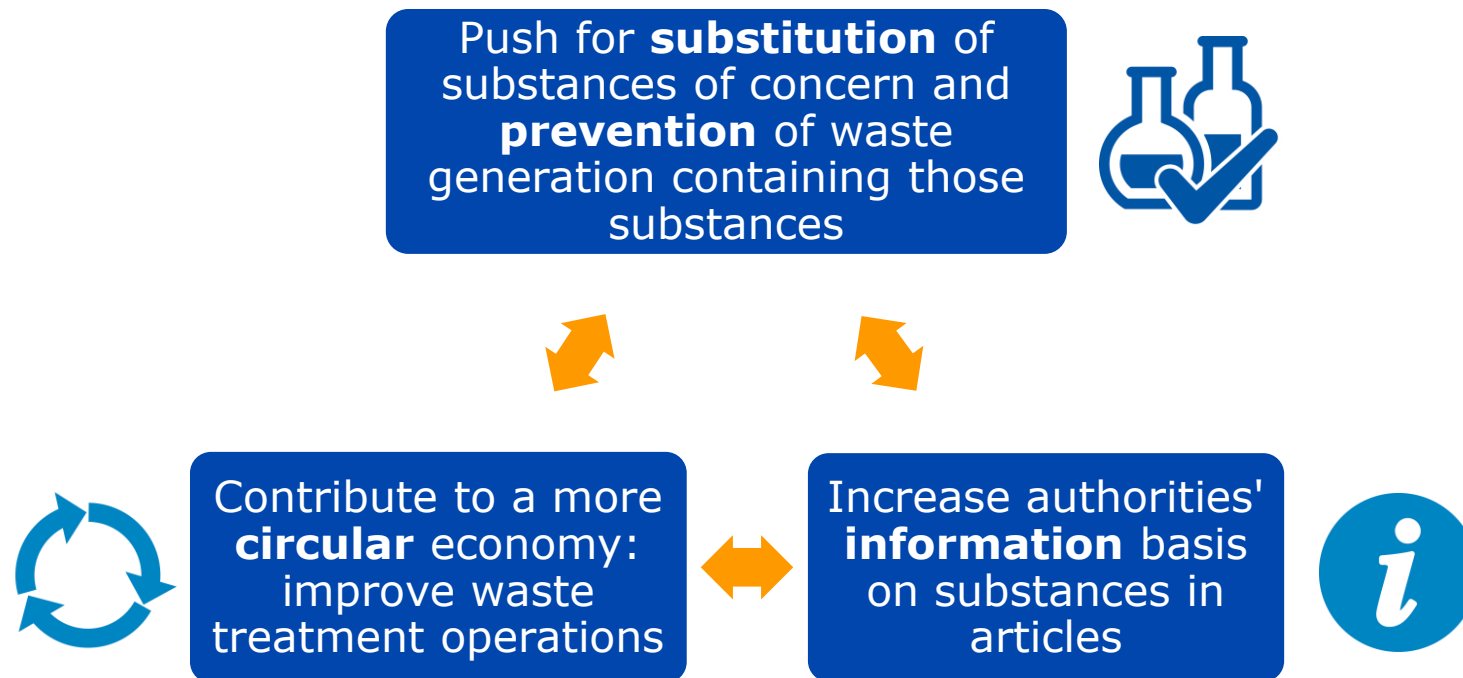 Push for substitution of
substances of concern and
prevention of waste
generation containing those
substances
Contribute to a more
circular economy:
improve waste
treatment operations
Increase authorities'
information basis
on substances in
articles
i